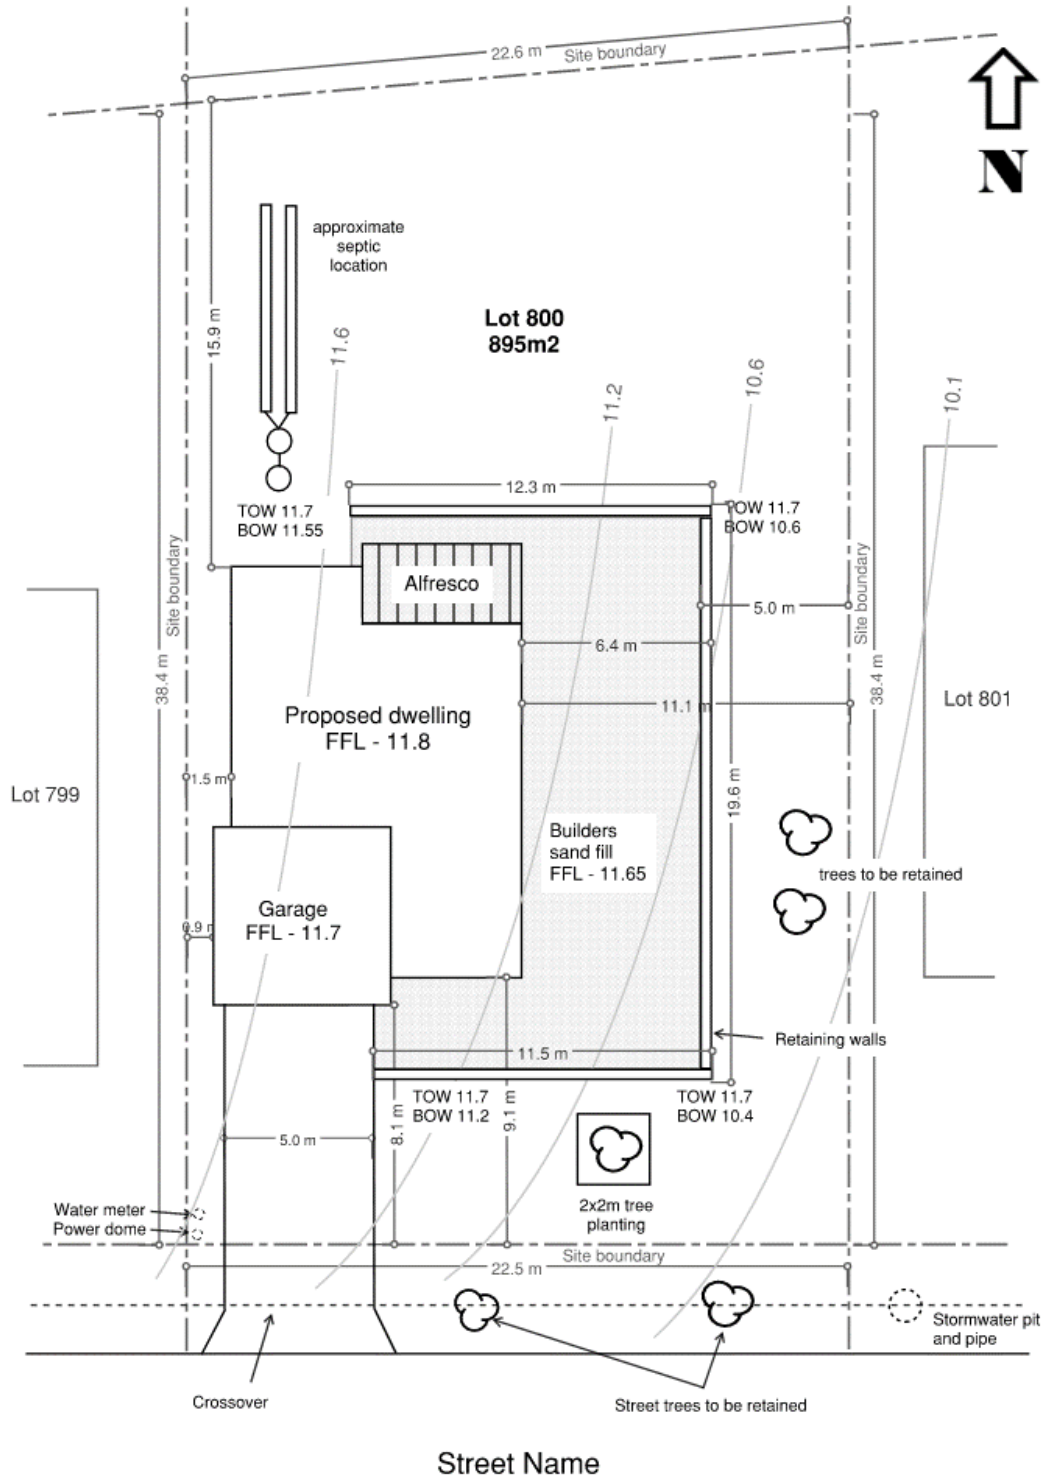 22.6 m
Site boundary
N
approximate
septic
location
15.9 m
Lot 800
895m2
11.6
11.2
10.6
10.1
12.3 m
TOW 11.7
BOW 11.55
TOW 11.7
BOW 10.6
Site boundary
Site boundary
Alfresco
5.0 m
6.4 m
38.4 m
38.4 m
Lot 801
11.1 m
Proposed dwelling
FFL - 11.8
1.5 m
19.6 m
Lot 799
Builders
sand fill
FFL - 11.65
trees to be retained
Garage
FFL - 11.7
0.9 m
Retaining walls
11.5 m
TOW 11.7
BOW 11.2
TOW 11.7
BOW 10.4
8.1 m
9.1 m
5.0 m
2x2m tree
planting
Water meter
Power dome
Site boundary
22.5 m
Stormwater pit
and pipe
Crossover
Street trees to be retained
Street Name